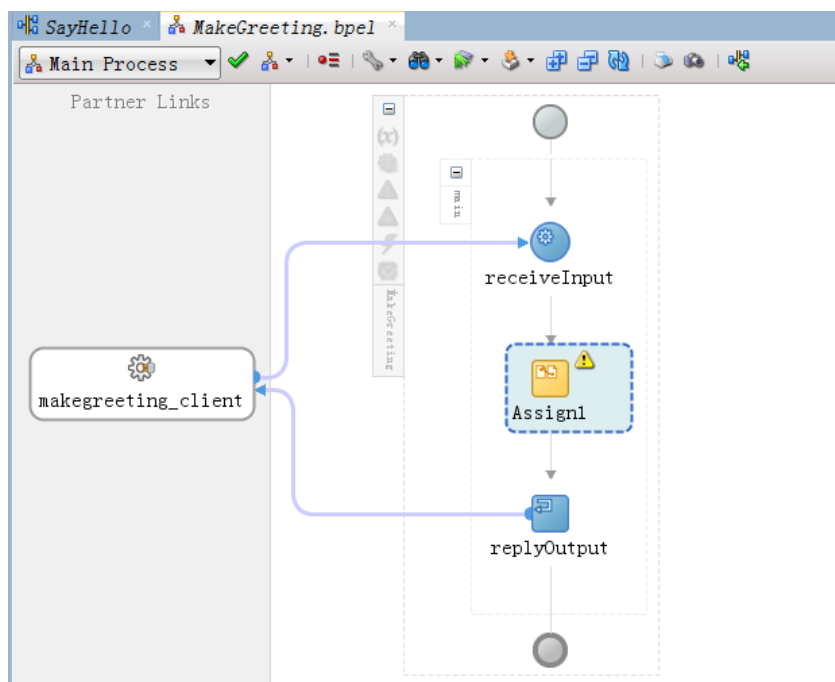 SayHello
MakeGreeting.bpel
Main Process
Partner Links
(x)
main
receiveInput
MakeGreeting
makegreeting_client
Assign1
replyOutput